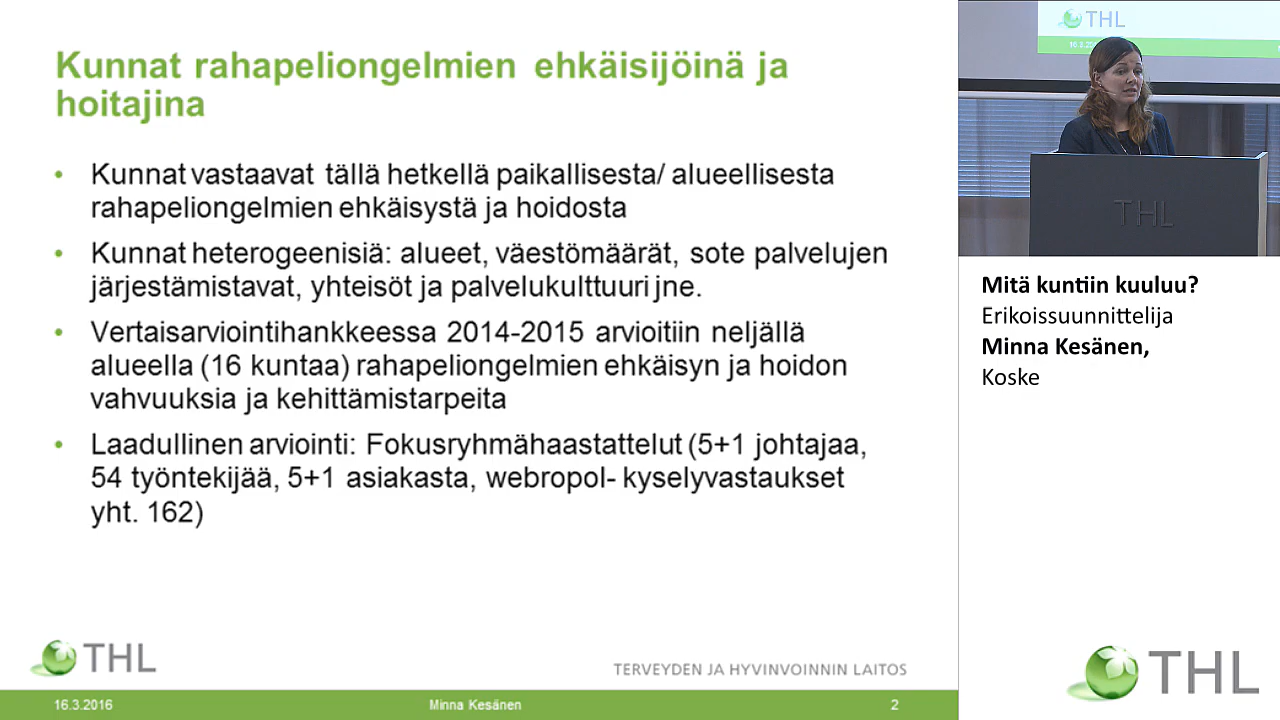 Kunnat rahapeliongelmien ehkäisijöinä ja
hoitajina
• Kunnat vastaavat tällä hetkellä paikallisesta/ alueellisesta
rahapeliongelmien ehkäisystä ja hoidosta
• Kunnat heterogeenisiä: alueet, väestömäärät, sote palvelujen
järjestämistavat, yhteisöt ja palvelukulttuuri jne.
• Vertaisarviointihankkeessa 2014-2015 arvioitiin neljällä
alueella (16 kuntaa) rahapeliongelmien ehkäisyn ja hoidon
vahvuuksia ja kehittämistarpeita
• Laadullinen arviointi: Fokusryhmähaastattelut (5+1 johtajaa,
54 työntekijää, 5+1 asiakasta, webropol- kyselyvastaukset
yht. 162)
THL
TERVEYDEN JA HYVINVOINNIN LAITOS
16.3.2016
Minna Kesänen
2
THL
THL
Mitä kuntiin kuuluu?
Erikoissuunnittelija
Minna Kesänen,
Koske
THL